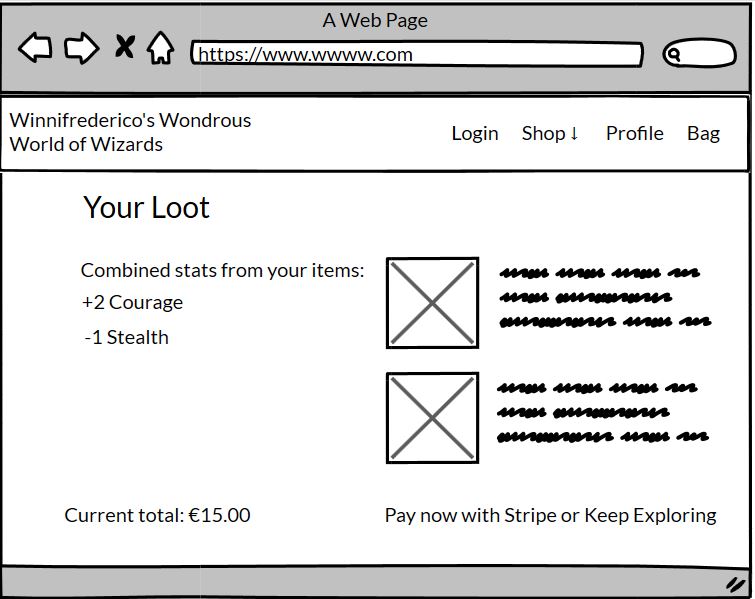 A Web Page
https://www.wwww.com
Winnifrederico's Wondrous
World of Wizards
Login Shop ↓ Profile Bag
Your Loot
Combined stats from your items:
+2 Courage
-1 Stealth
Current total: €15.00
Pay now with Stripe or Keep Exploring